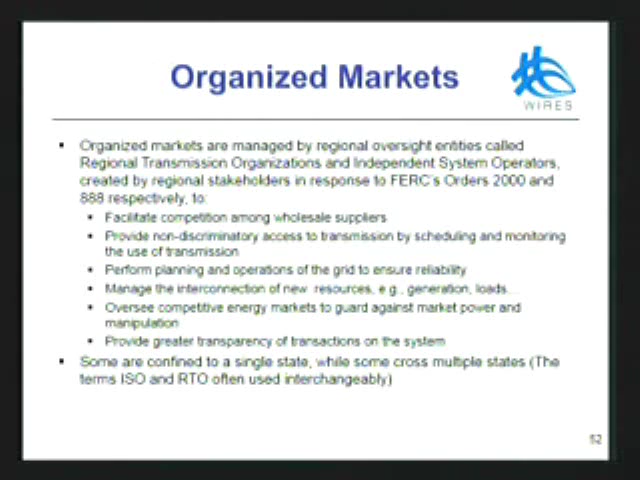 Organized Markets
WIRES
▪ Organized markets are managed by regional oversight entities called
Regional Transmission Organizations and Independent System Operators,
created by regional stakeholders in response to FERC's Orders 2000 and
888 respectively, to:
▪ Facilitate competition among wholesale suppliers
▪ Provide non-discriminatory access to transmission by scheduling and monitoring
the use of transmission
▪ Perform planning and operations of the grid to ensure reliability
▪ Manage the interconnection of new resources, e.g., generation, loads...
▪ Oversee competitive energy markets to guard against market power and
manipulation
▪ Provide greater transparency of transactions on the system
▪ Some are confined to a single state, while some cross multiple states (The
terms ISO and RTO often used interchangeably)
52